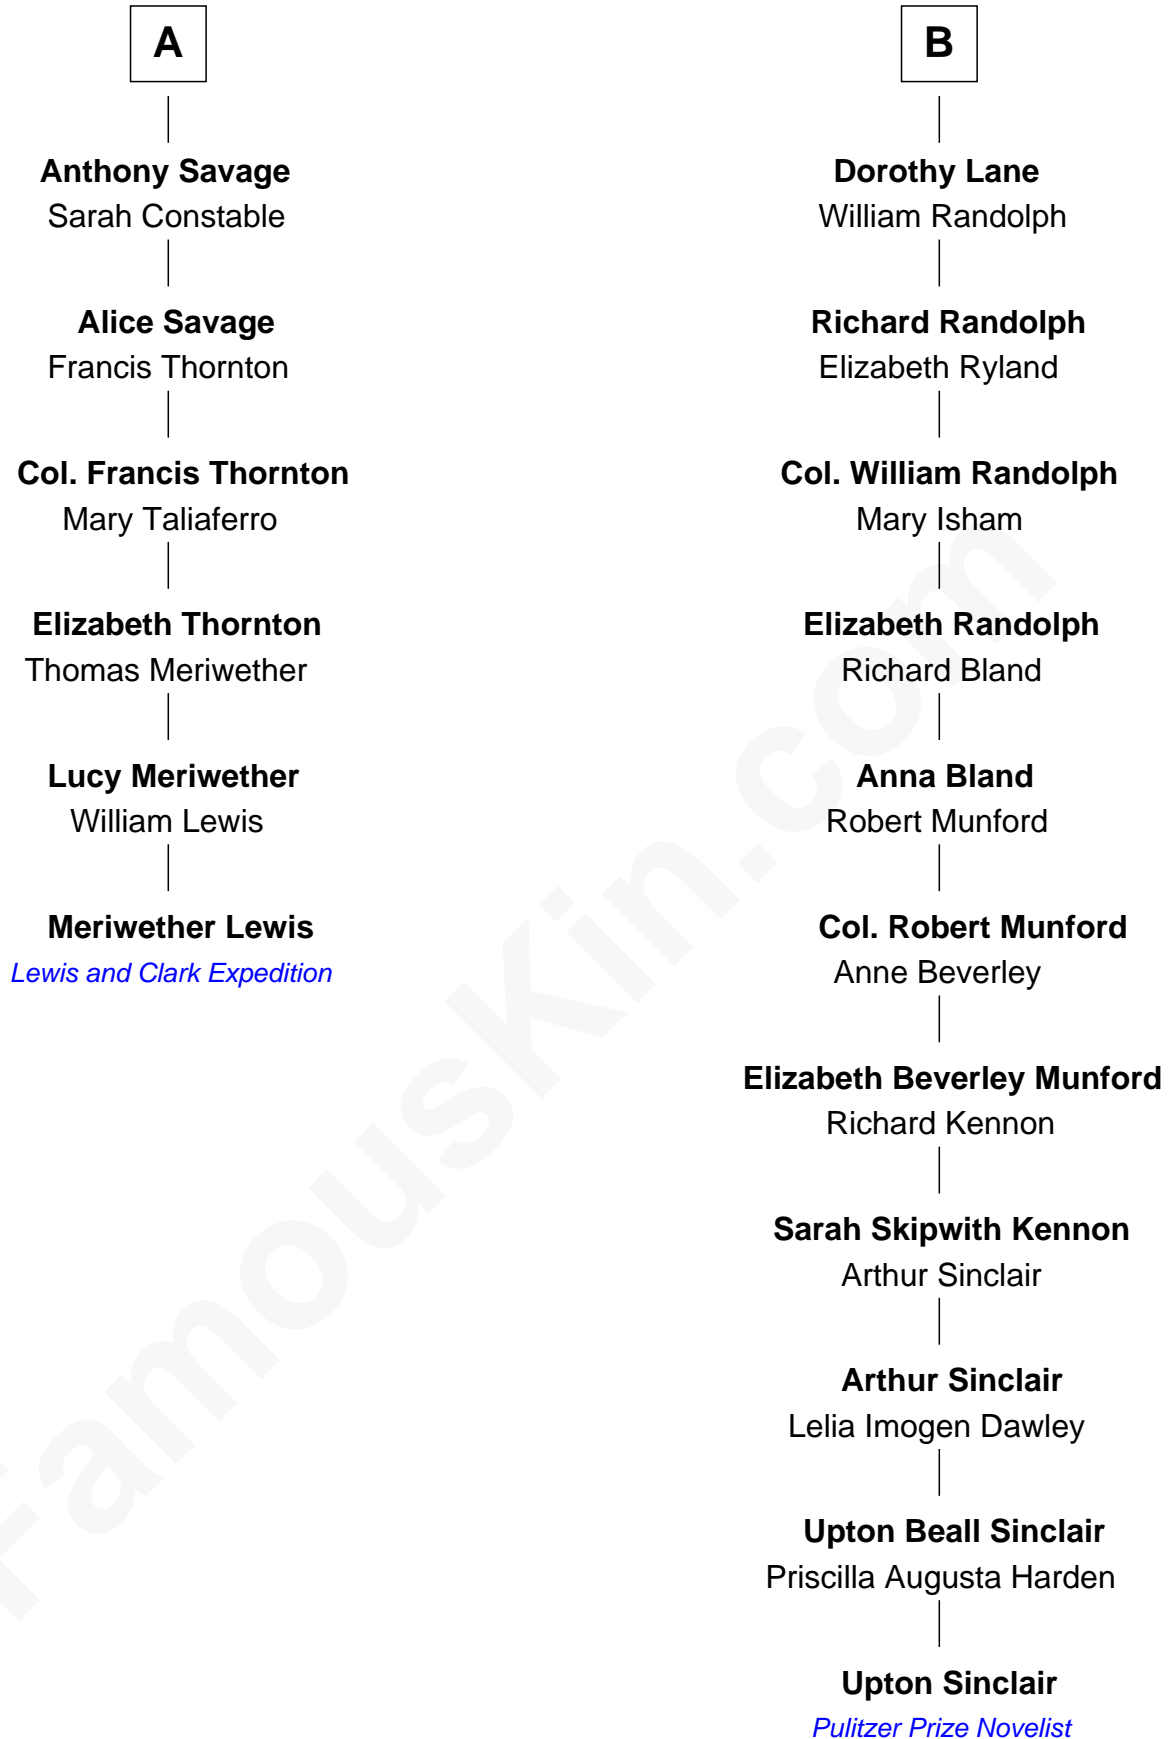 A
Anthony Savage
Sarah Constable
Alice Savage
Francis Thornton
Col. Francis Thornton
Mary Taliaferro
Elizabeth Thornton
Thomas Meriwether
Lucy Meriwether
William Lewis
Meriwether Lewis
Lewis and Clark Expedition
B
Dorothy Lane
William Randolph
Richard Randolph
Elizabeth Ryland
Col. William Randolph
Mary Isham
Elizabeth Randolph
Richard Bland
Anna Bland
Robert Munford
Col. Robert Munford
Anne Beverley
Elizabeth Beverley Munford
Richard Kennon
Sarah Skipwith Kennon
Arthur Sinclair
Arthur Sinclair
Lelia Imogen Dawley
Upton Beall Sinclair
Priscilla Augusta Harden
Upton Sinclair
Pulitzer Prize Novelist
FamousKin.com